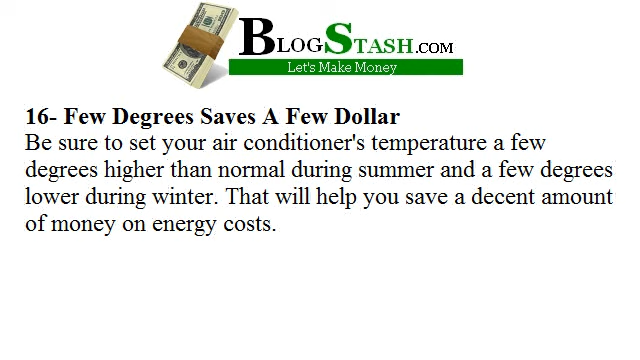 BLOGSTASH.COM
Let's Make Money
16- Few Degrees Saves A Few Dollar
Be sure to set your air conditioner's temperature a few
degrees higher than normal during summer and a few degrees
lower during winter. That will help you save a decent amount
of money on energy costs.